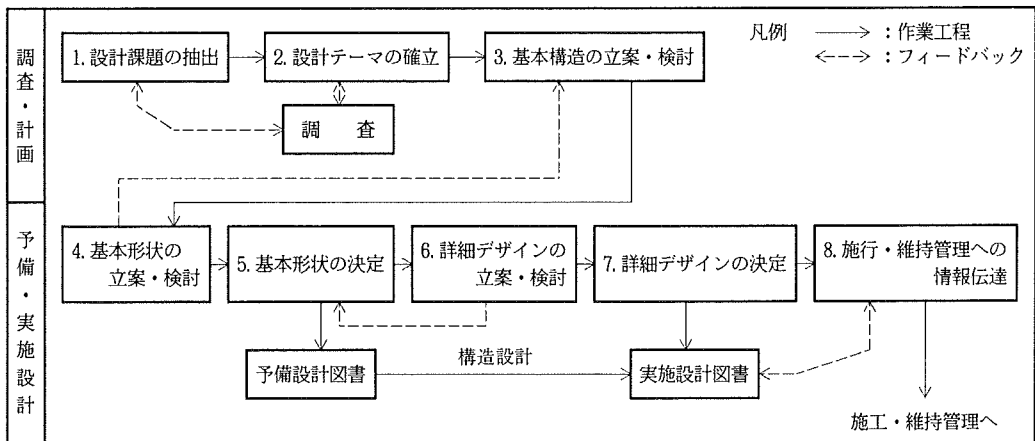 調査・計画
1. 設計課題の抽出
2. 設計テーマの確立
3. 基本構造の立案・検討
凡例
：作業工程
：フィードバック
調　査
予備・実施設計
4. 基本形状の
立案・検討
5. 基本形状の決定
6. 詳細デザインの
立案・検討
7. 詳細デザインの決定
8. 施行・維持管理への
情報伝達
予備設計図書
構造設計
実施設計図書
施工・維持管理へ